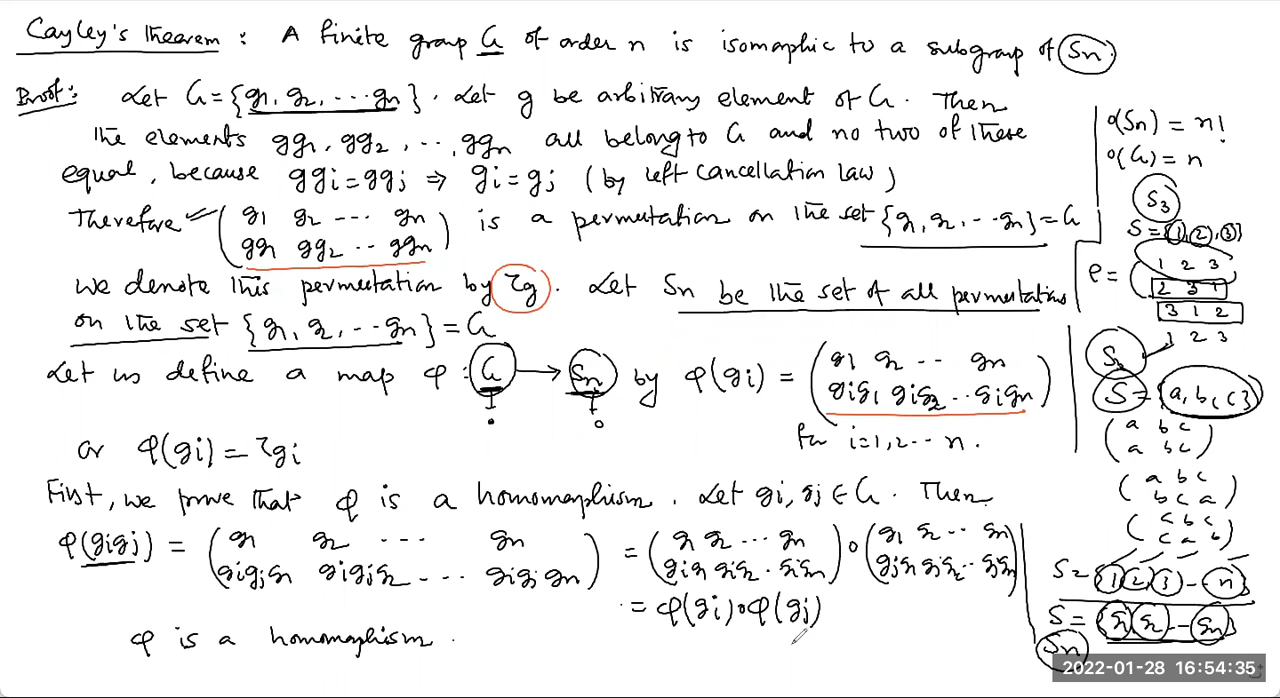 Cayley's Theorem : A finite group G of order n is isomorphic to a subgroup of Sn.
Proof: Let G = {g1, g2, ... gn}. Let g be arbitrary element of G. Then
the elements gg1, gg2, ..., ggn all belong to G and no two of these
equal, because ggi = ggj ⇒ gi = gj (by left cancellation law)
Therefore (g1 g2 --- gn
gg1 gg2 ... ggn) is a permutation on the set {g1, g2, ... gn} = G
we denote this permutation by τg. Let Sn be the set of all permutations
on the set {g1, g2, ... gn} = G
Let us define a map φ : G → Sn by φ(gi) = (g1 g2 -- gn
gig1 gig2 ... gign)
for i=1,2 ... n.
or φ(gi) = τgi
First, we prove that φ is a homomorphism. Let gi, gj ∈ G. Then
φ(gigj) = (g1 g2 ... gn
gigjg1 gigjg2 ... gigjgn) = (g1 g2 ... gn
gig1 gig2 . gign) o (g1 g2 ... gn
gjg1 gjg2 .. gjgn)
= φ(gi) o φ(gj)
φ is a homomorphism.
o(Sn) = n!
o(G) = n
S3
S = {1, 2, 3}
ρ = (1 2 3
2 3 1
3 1 2
1 2 3
S = {a, b, c}
(a b c
a b c)
(a b c
b c a)
c a b)
S = {1 2 3 - n}
S = {g1 g2 -- gn}
Sn
2022-01-28 16:54:35